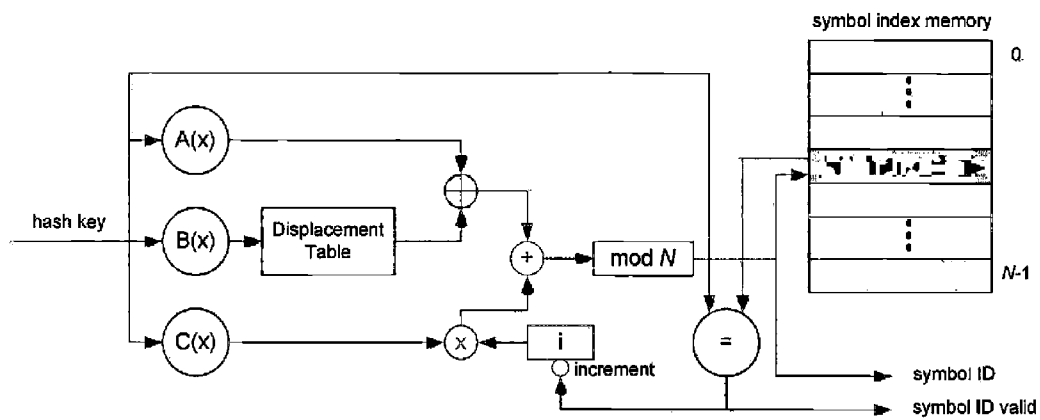 symbol index memory
0
A(x)
hash key
B(x)
Displacement
Table
+
mod N
N-1
C(x)
x
i
=
increment
symbol ID
symbol ID valid